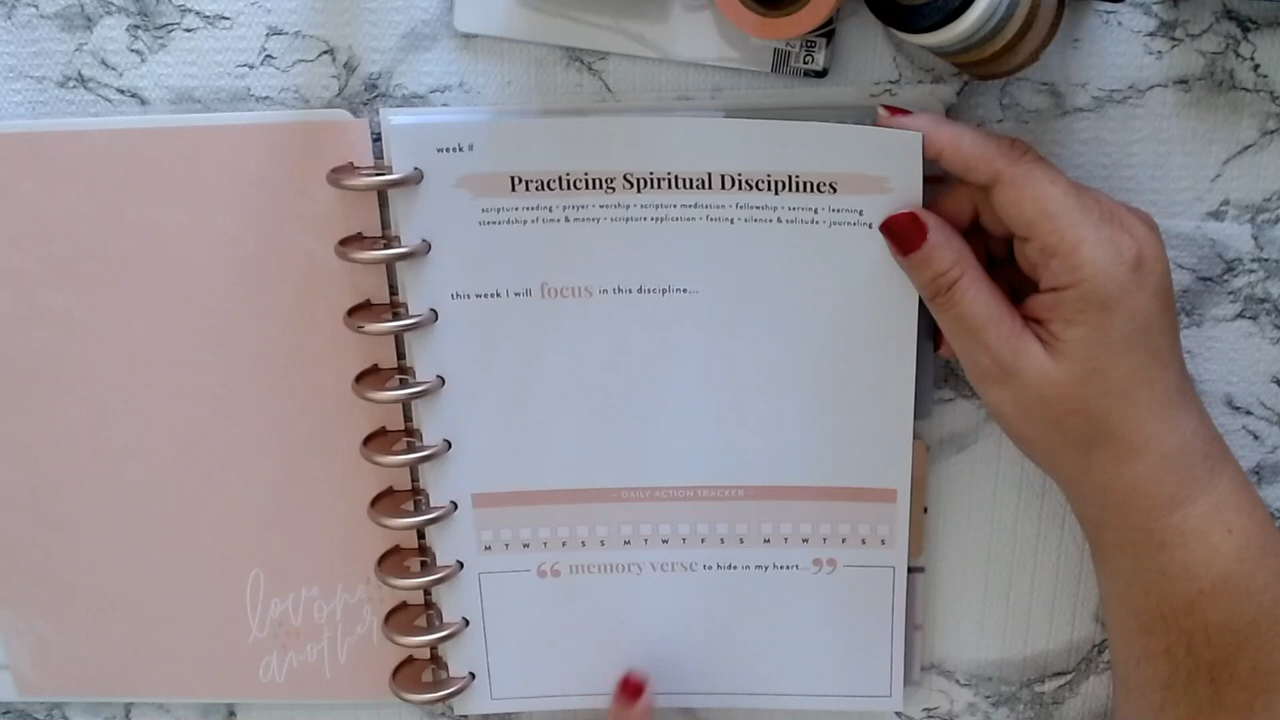 BIG
week #
Practicing Spiritual Disciplines
scripture reading • prayer • worship • scripture meditation • fellowship • serving • learning
stewardship of time & money • scripture application • fasting • silence & solitude • journaling
this week I will focus in this discipline...
– DAILY ACTION TRACKER –
M T W T F S S M T W T F S S M T W T F S S
“ memory verse to hide in my heart... ”
love one
another